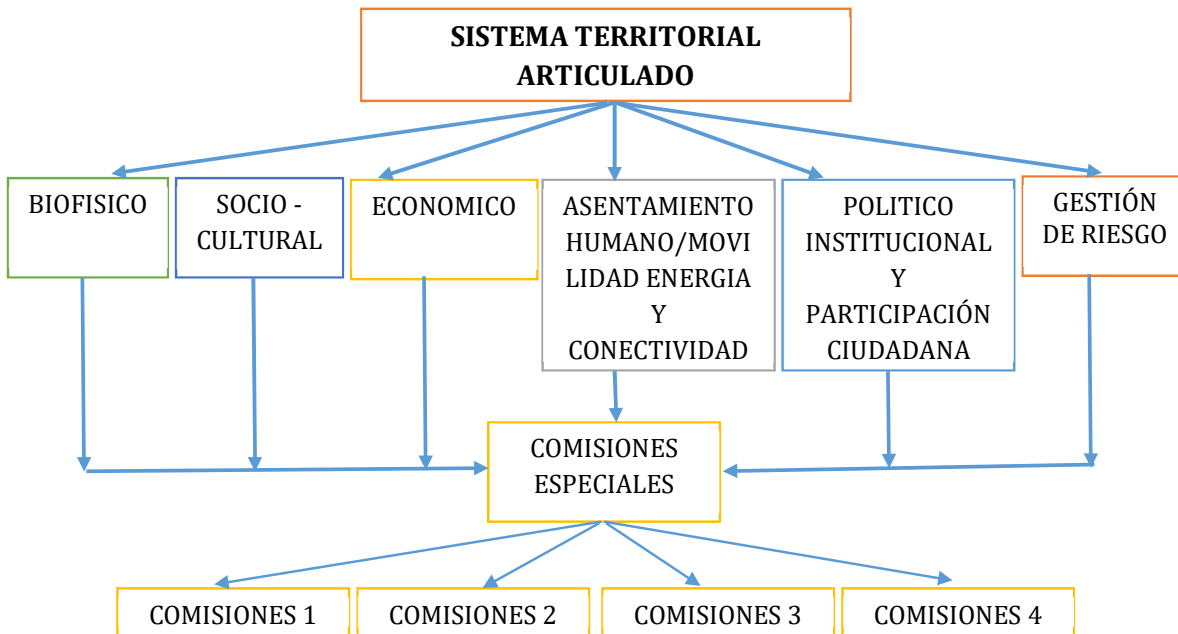 SISTEMA TERRITORIAL
ARTICULADO
BIOFISICO
SOCIO -
CULTURAL
ECONOMICO
ASENTAMIENTO
HUMANO/MOVI
LIDAD ENERGIA
Y
CONECTIVIDAD
POLITICO
INSTITUCIONAL
Y
PARTICIPACIÓN
CIUDADANA
GESTIÓN
DE RIESGO
COMISIONES
ESPECIALES
COMISIONES 1
COMISIONES 2
COMISIONES 3
COMISIONES 4